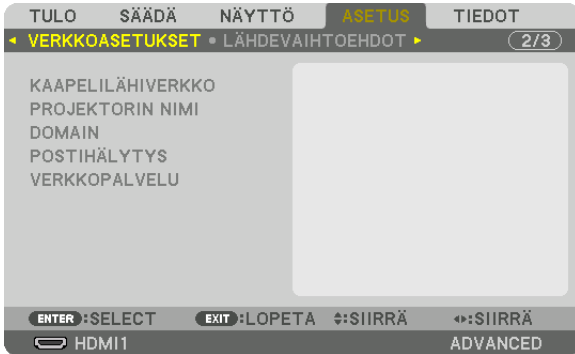 TULO SÄÄDÄ NÄYTTÖ ASETUS TIEDOT
VERKKOASETUKSET • LÄHDEVAIHTOEHDOT 2/3
KAAPELILÄHIVERKKO
PROJEKTORIN NIMI
DOMAIN
POSTIHÄLYTYS
VERKKOPALVELU
ENTER :SELECT EXIT :LOPETA :SIIRRÄ :SIIRRÄ
HDMI1 ADVANCED